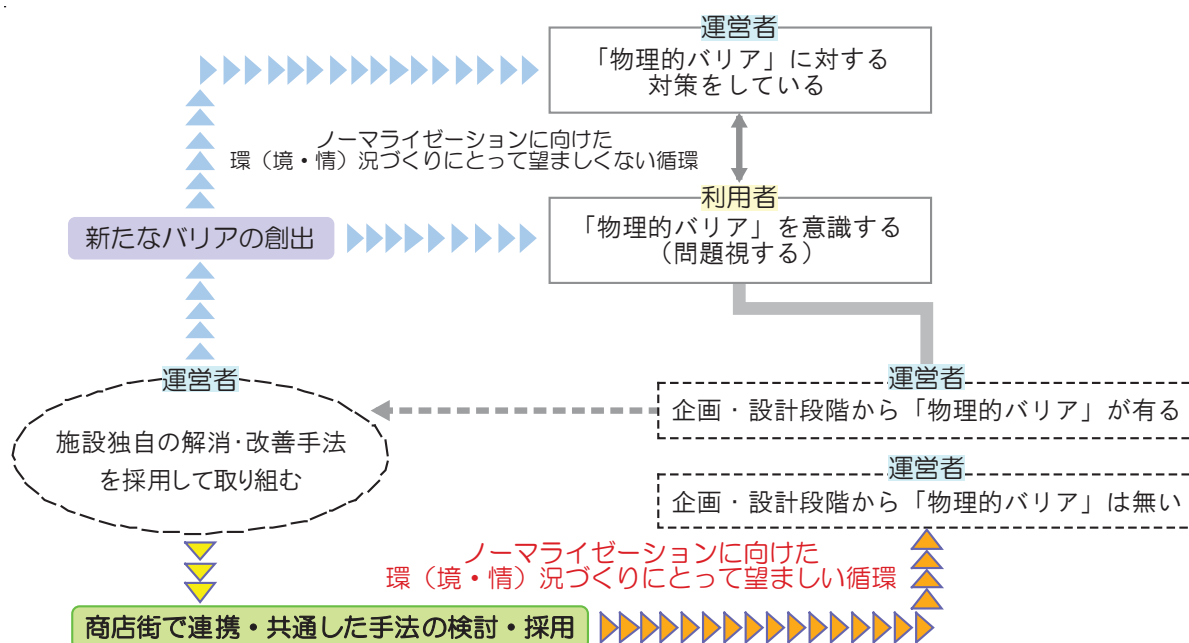 運営者
「物理的バリア」に対する
対策をしている
ノーマライゼーションに向けた
環（境・情）況づくりにとって望ましくない循環
利用者
「物理的バリア」を意識する
（問題視する）
新たなバリアの創出
運営者
施設独自の解消・改善手法
を採用して取り組む
運営者
企画・設計段階から「物理的バリア」が有る
運営者
企画・設計段階から「物理的バリア」は無い
ノーマライゼーションに向けた
環（境・情）況づくりにとって望ましい循環
商店街で連携・共通した手法の検討・採用